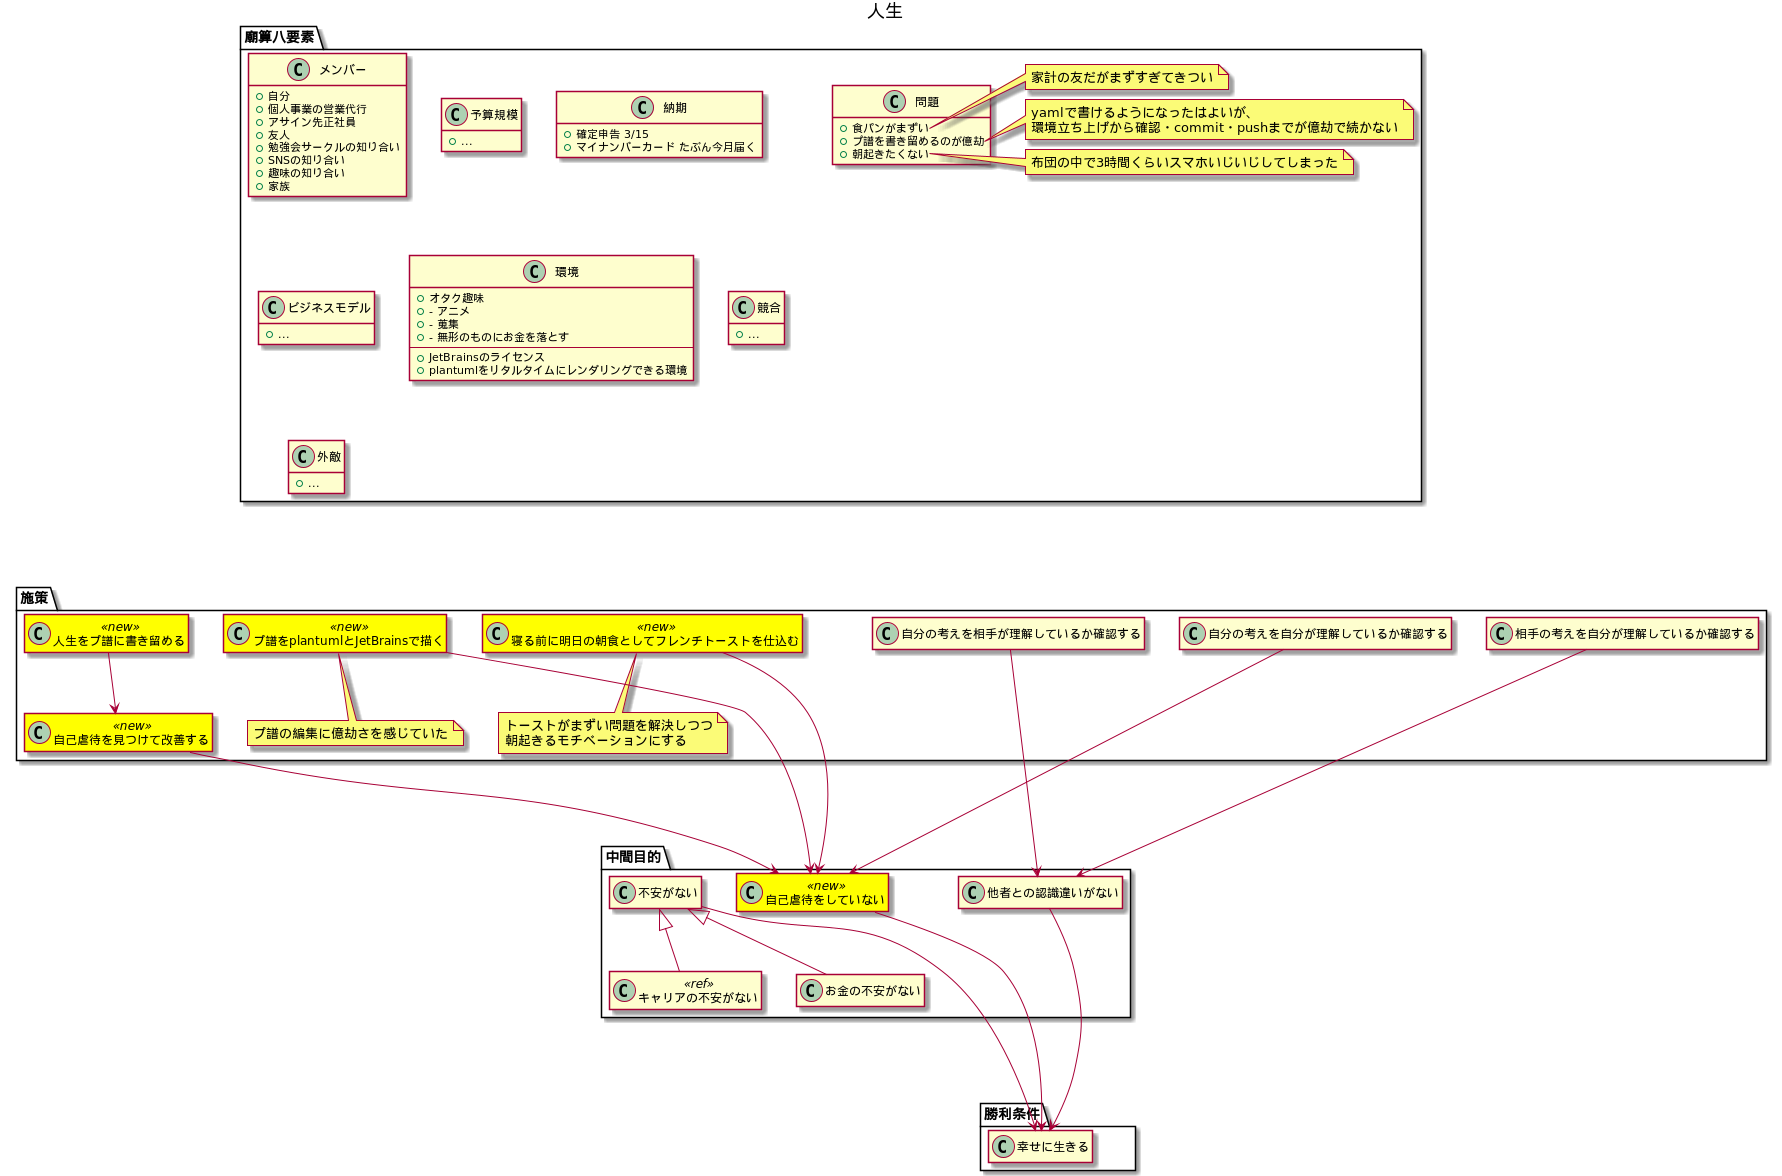 人生
廟算八要素
C メンバー
自分
個人事業の営業代行
アサイン先正社員
友人
勉強会サークルの知り合い
SNSの知り合い
趣味の知り合い
家族
C 予算規模
...
C 納期
確定申告 3/15
マイナンバーカード たぶん今月届く
C 問題
食パンがまずい
プ譜を書き留めるのが億劫
朝起きたくない
家計の友だがまずすぎてきつい
yamlで書けるようになったはよいが、
環境立ち上げから確認・commit・pushまでが億劫で続かない
布団の中で3時間くらいスマホいじいじしてしまった
C ビジネスモデル
...
C 環境
オタク趣味
- アニメ
- 蒐集
- 無形のものにお金を落とす
JetBrainsのライセンス
plantumlをリタルタイムにレンダリングできる環境
C 競合
...
C 外敵
...
施策
«new»
C 人生をプ譜に書き留める
«new»
C プ譜をplantumlとJetBrainsで描く
«new»
C 寝る前に明日の朝食としてフレンチトーストを仕込む
C 自分の考えを相手が理解しているか確認する
C 自分の考えを自分が理解しているか確認する
C 相手の考えを自分が理解しているか確認する
«new»
C 自己虐待を見つけて改善する
プ譜の編集に億劫さを感じていた
トーストがまずい問題を解決しつつ
朝起きるモチベーションにする
中間目的
C 不安がない
«new»
C 自己虐待をしていない
C 他者との認識違いがない
«ref»
C キャリアの不安がない
C お金の不安がない
勝利条件
C 幸せに生きる